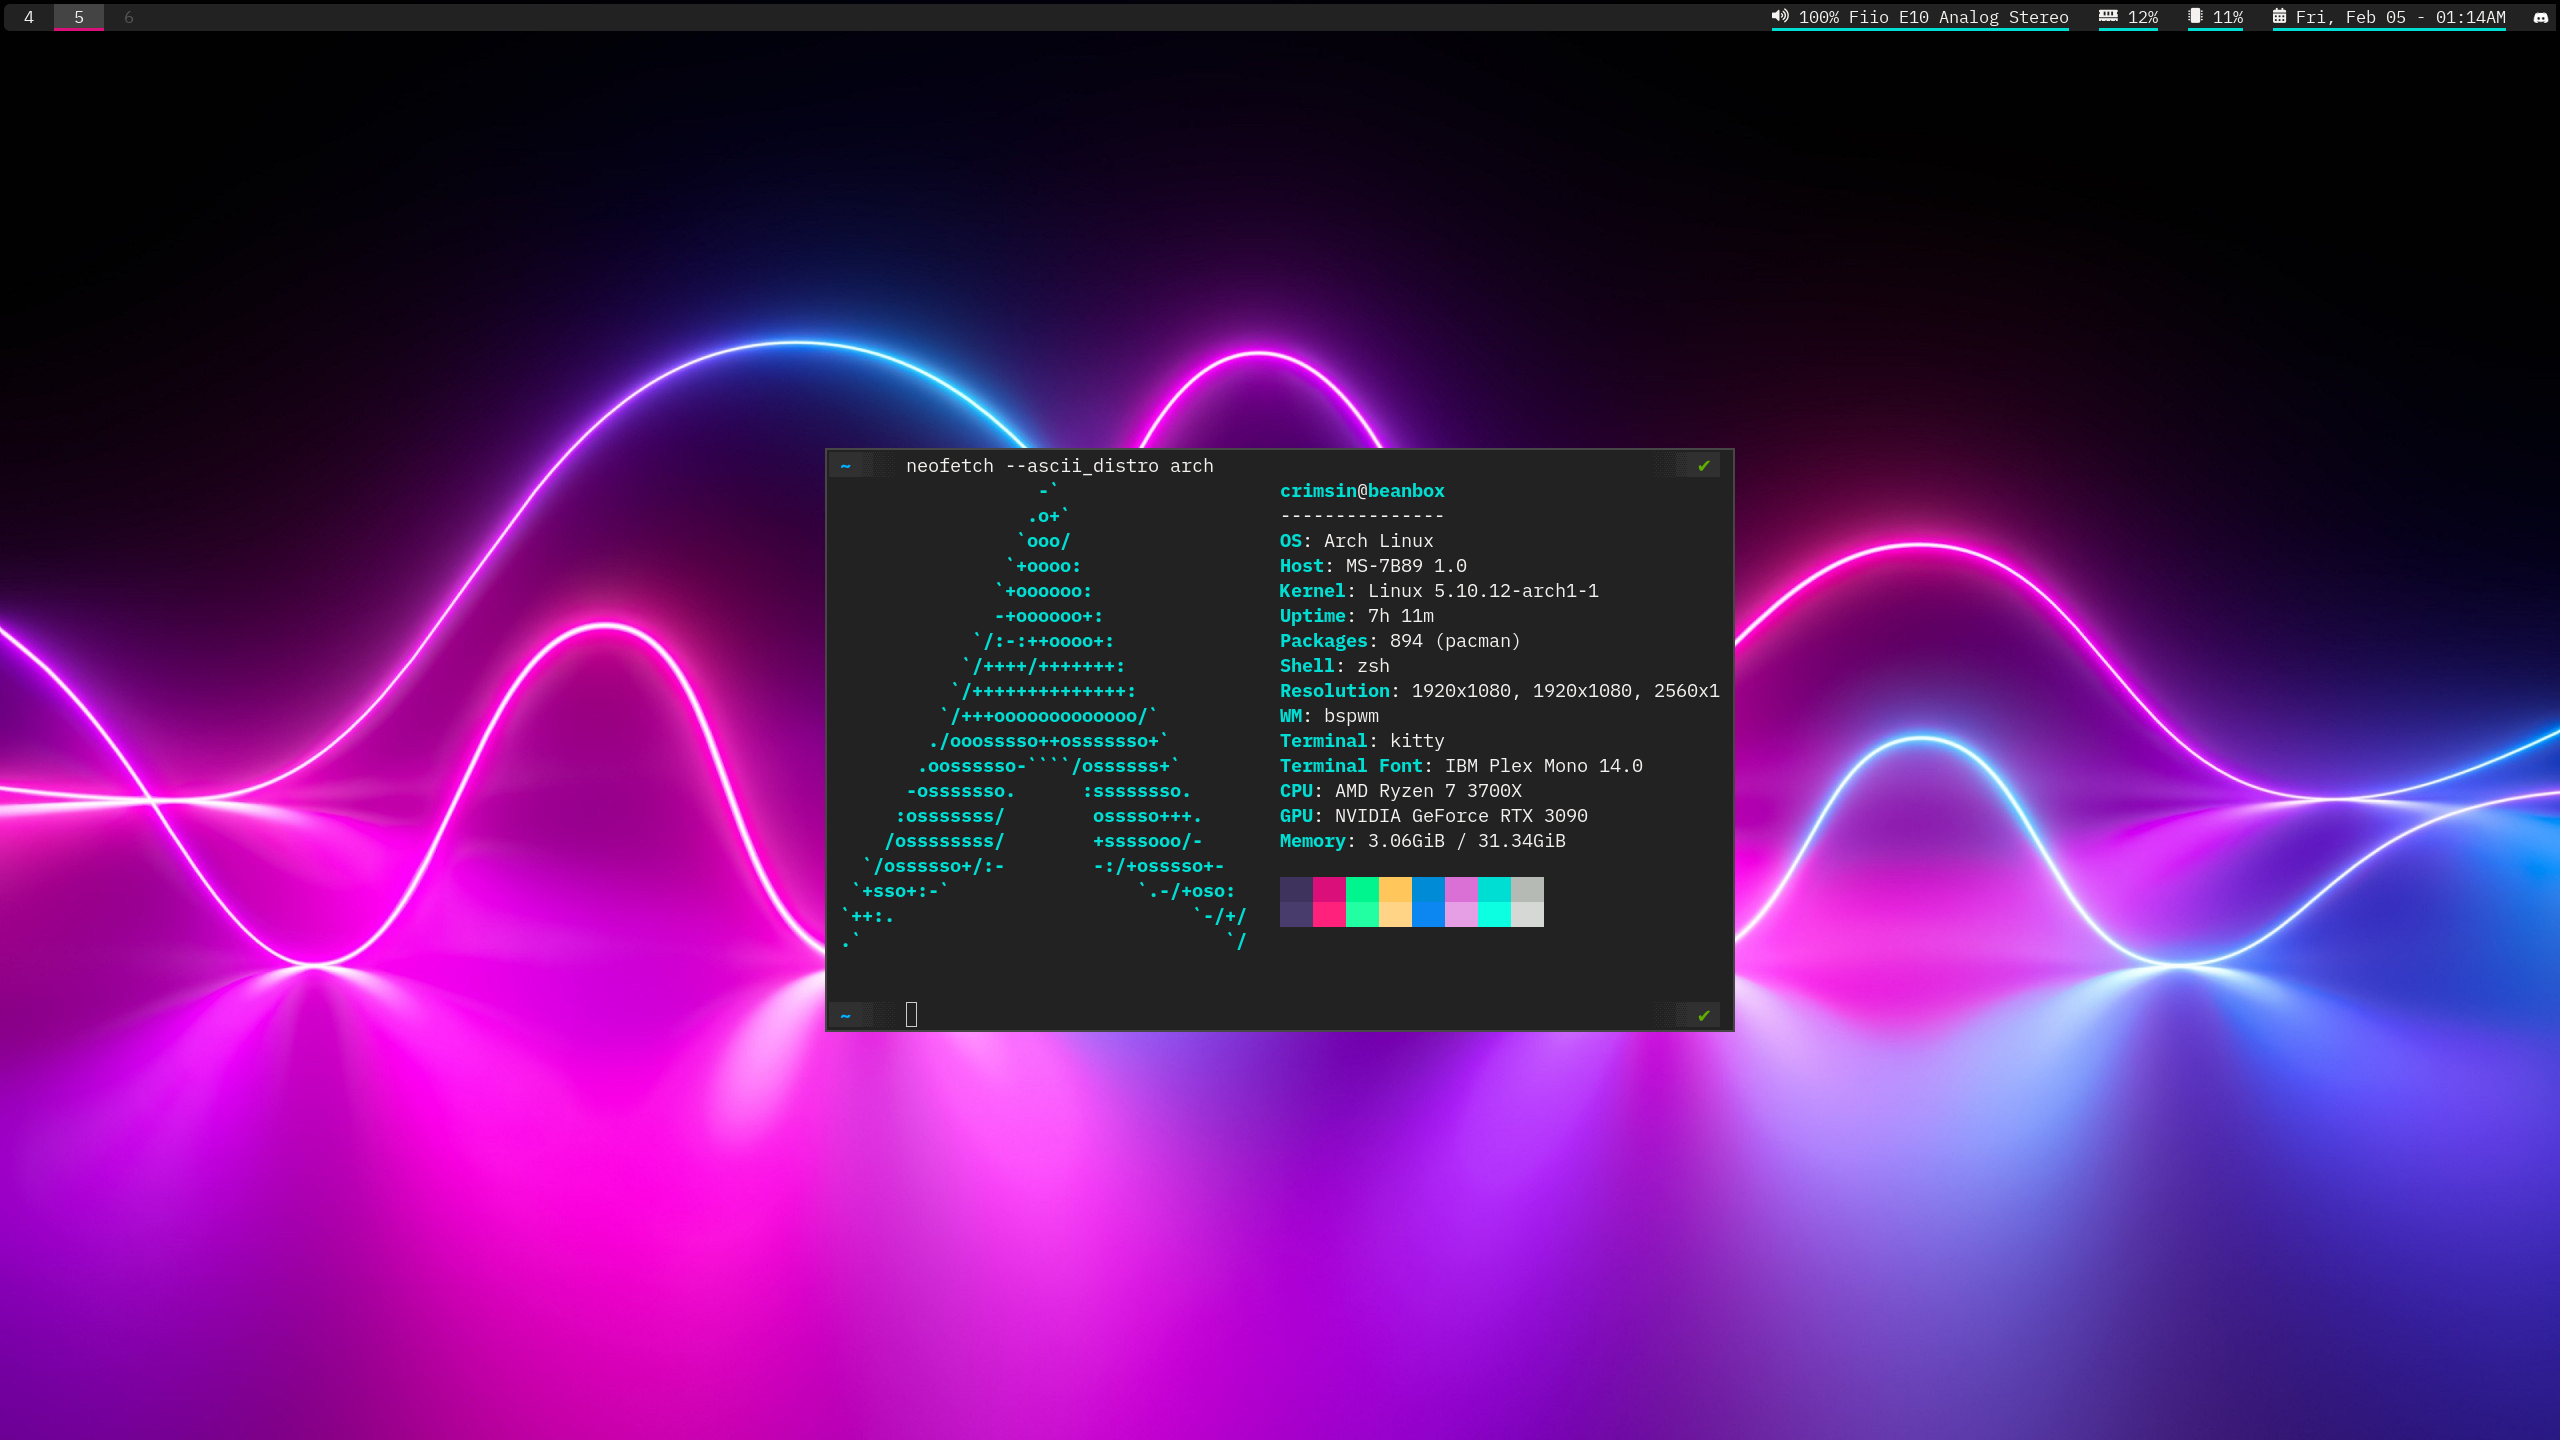 4 5 6 100% Fiio E10 Analog Stereo 12% 11% Fri, Feb 05 - 01:14AM
~ neofetch --ascii_distro arch ✔
-` crimsin@beanbox
.o+` ---------------
`ooo/ OS: Arch Linux
`+oooo: Host: MS-7B89 1.0
`+oooooo: Kernel: Linux 5.10.12-arch1-1
-+oooooo+: Uptime: 7h 11m
`/:-:++oooo+: Packages: 894 (pacman)
`/++++/+++++++: Shell: zsh
`/++++++++++++++: Resolution: 1920x1080, 1920x1080, 2560x1
`/+++ooooooooooooo/` WM: bspwm
./ooosssso++osssssso+` Terminal: kitty
.oossssso-````/ossssss+` Terminal Font: IBM Plex Mono 14.0
-osssssso. :ssssssso. CPU: AMD Ryzen 7 3700X
:osssssss/ osssso+++. GPU: NVIDIA GeForce RTX 3090
/ossssssss/ +ssssooo/- Memory: 3.06GiB / 31.34GiB
`/ossssso+/:- -:/+osssso+-
`+sso+:-` `.-/+oso:
`++:. `-/+/
.` `/
~ ✔